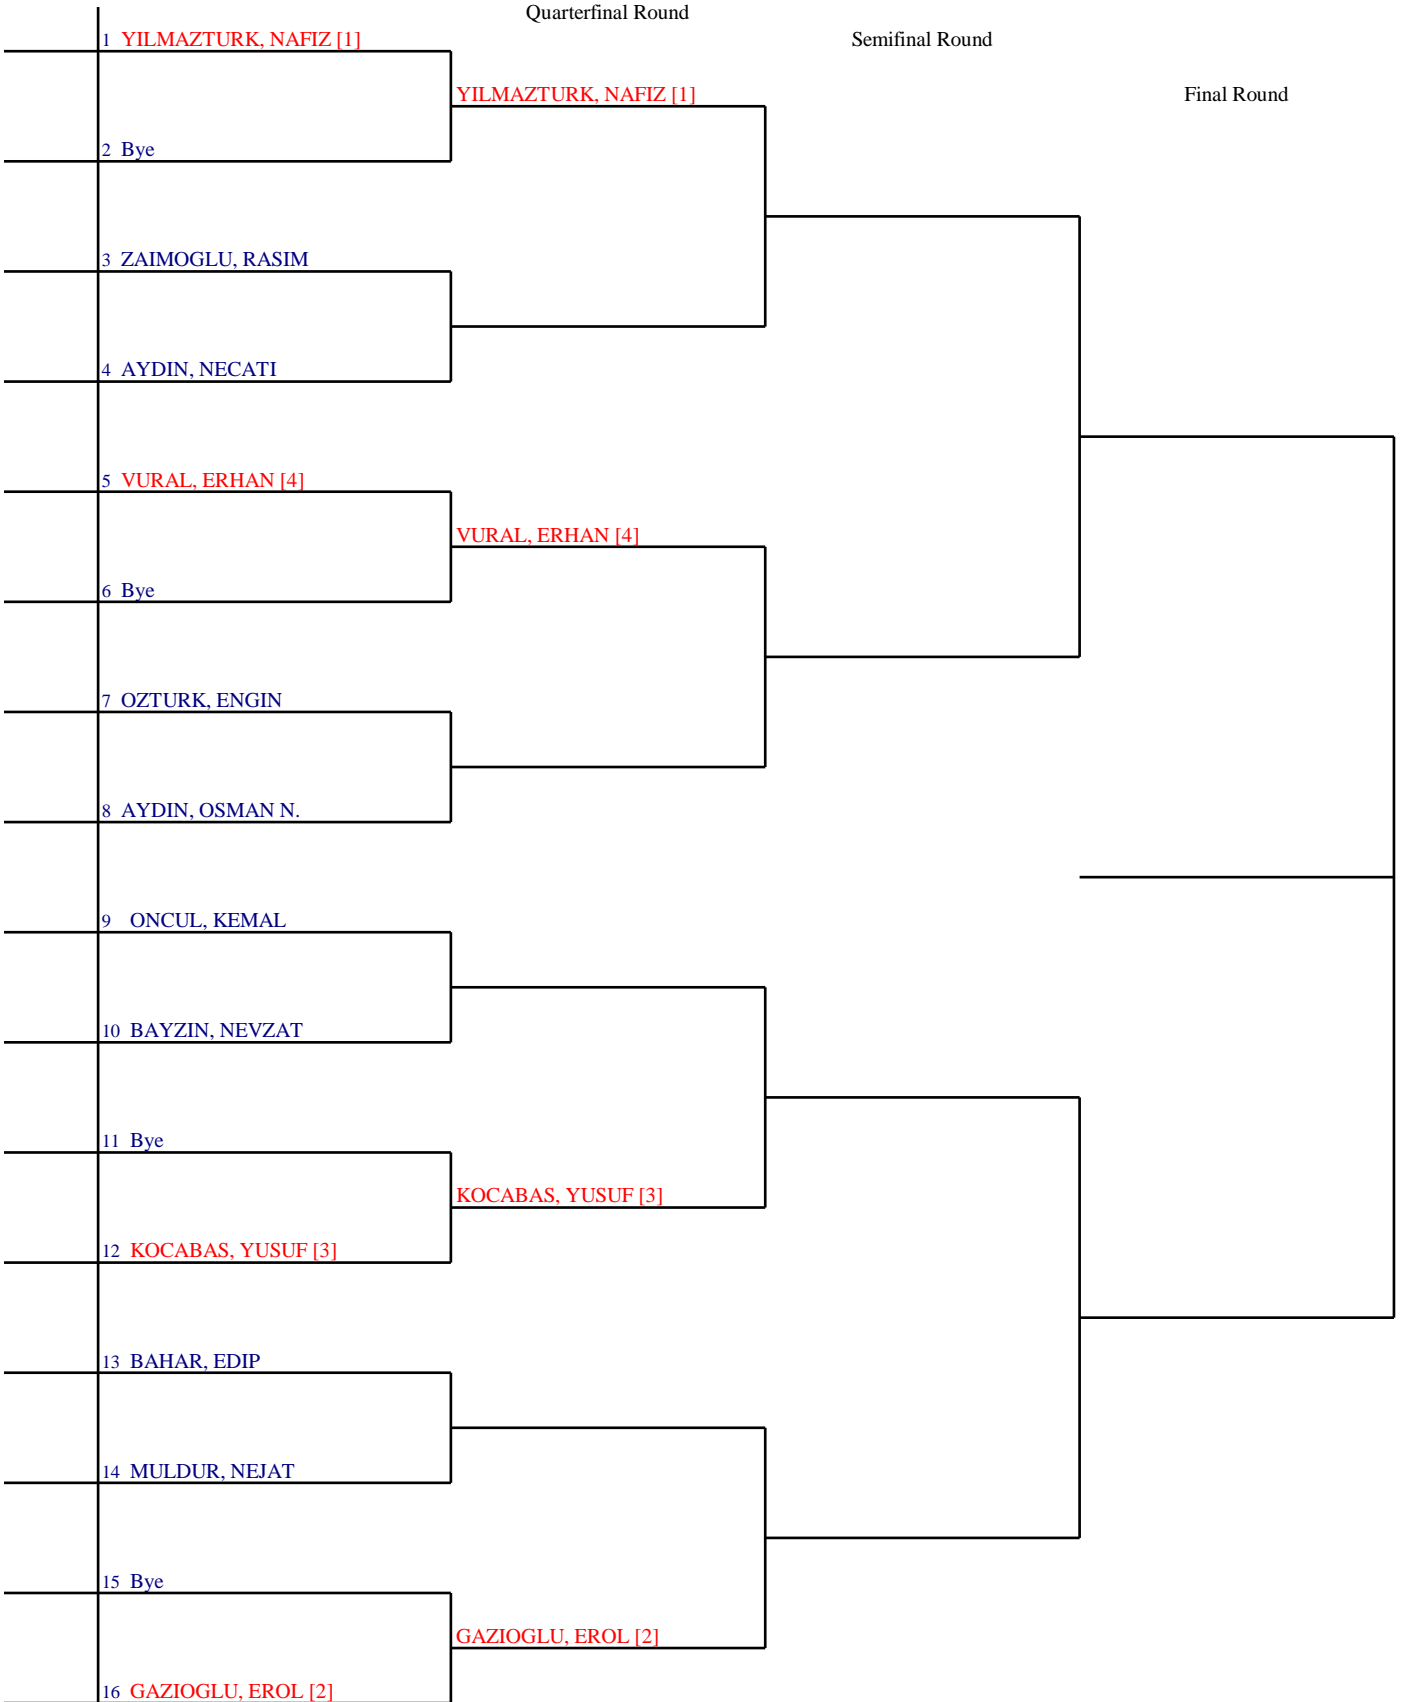 Quarterfinal Round
1 YILMAZTURK, NAFIZ [1]
Semifinal Round
YILMAZTURK, NAFIZ [1]
Final Round
2 Bye
3 ZAIMOGLU, RASIM
4 AYDIN, NECATI
5 VURAL, ERHAN [4]
VURAL, ERHAN [4]
6 Bye
7 OZTURK, ENGIN
8 AYDIN, OSMAN N.
9 ONCUL, KEMAL
10 BAYZIN, NEVZAT
11 Bye
KOCABAS, YUSUF [3]
12 KOCABAS, YUSUF [3]
13 BAHAR, EDIP
14 MULDUR, NEJAT
15 Bye
GAZIOGLU, EROL [2]
16 GAZIOGLU, EROL [2]